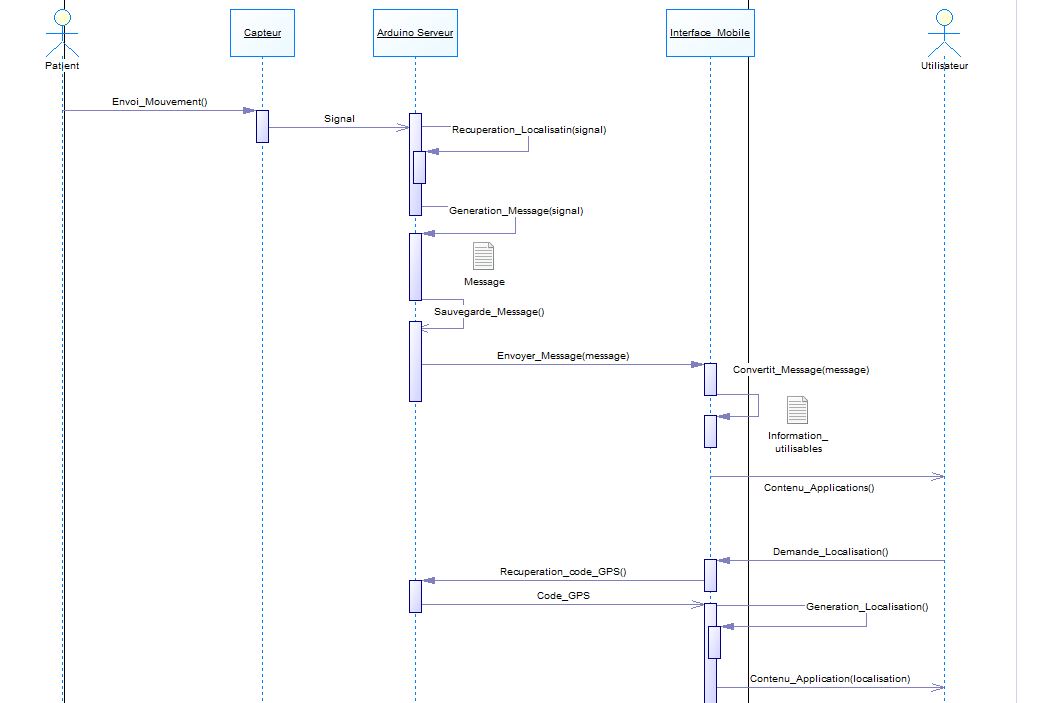 Capteur
Arduino Serveur
Interface_Mobile
Patient
Utilisateur
Envoi_Mouvement()
Signal
Recuperation_Localisatin(signal)
Generation_Message(signal)
Message
Sauvegarde_Message()
Envoyer_Message(message)
Convertit_Message(message)
Information_
utilisables
Contenu_Applications()
Demande_Localisation()
Recuperation_code_GPS()
Code_GPS
Generation_Localisation()
Contenu_Application(localisation)